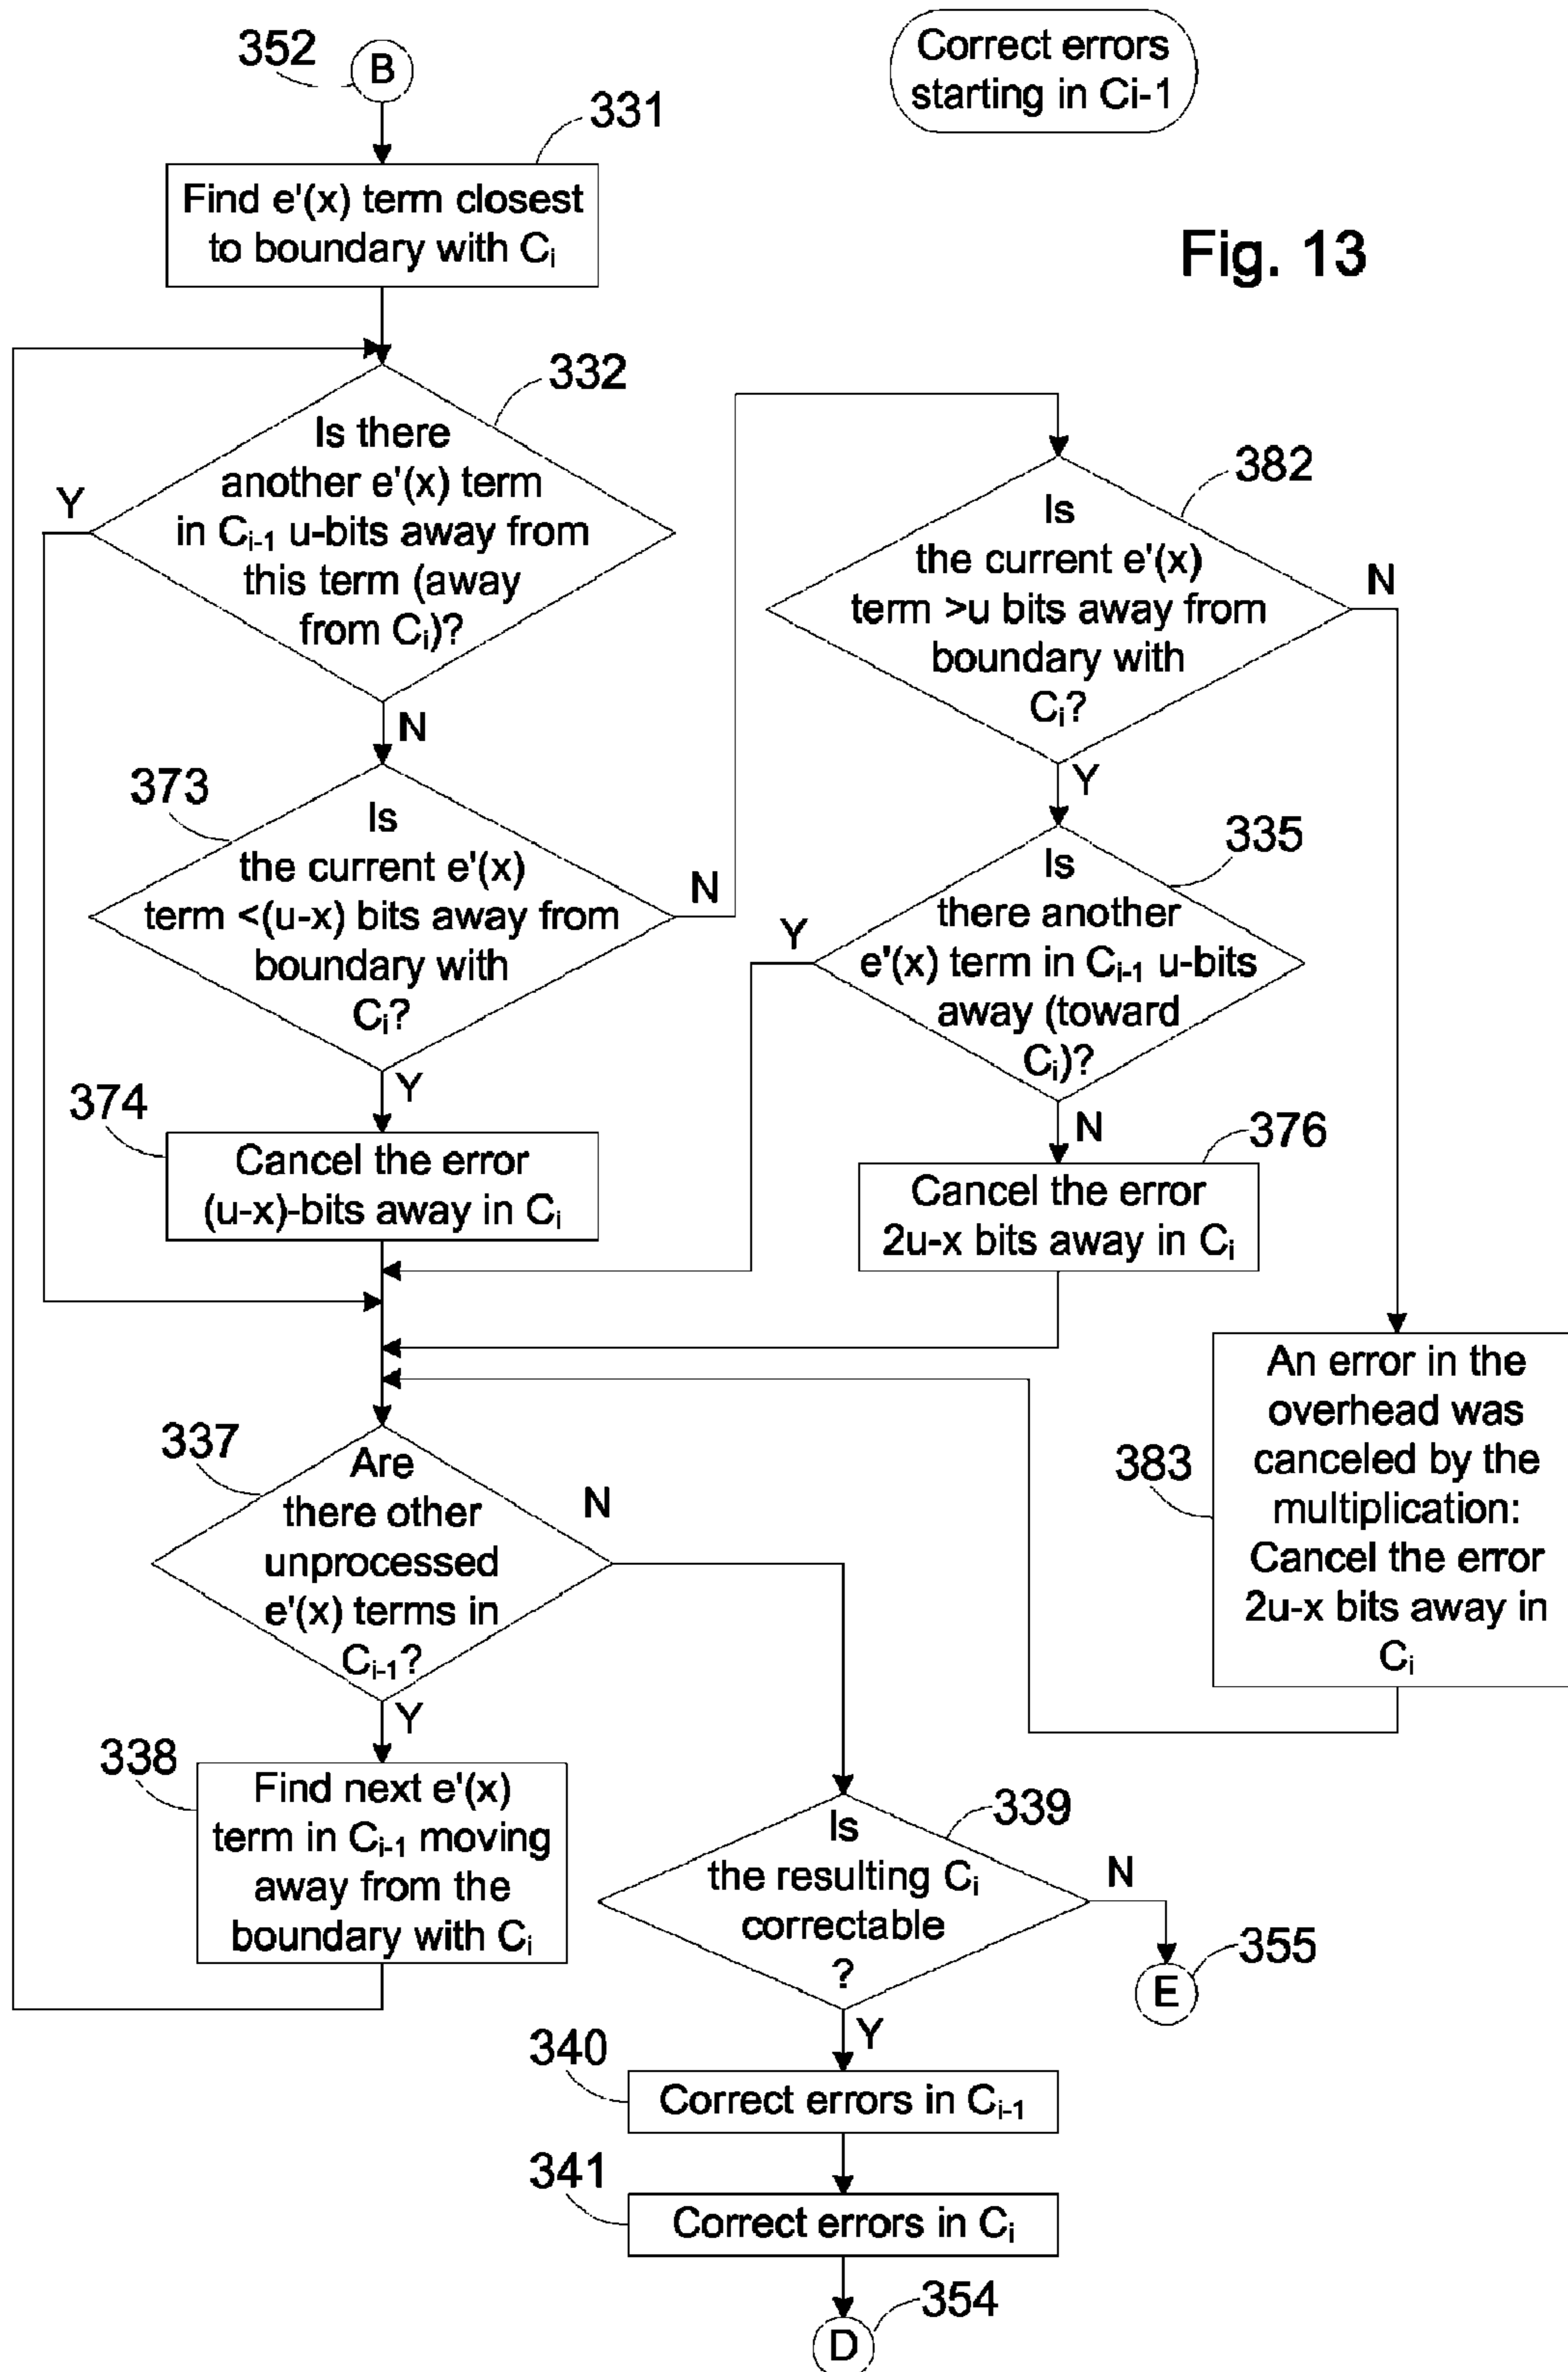 352
B
Correct errors
starting in Ci-1
331
Find e'(x) term closest
to boundary with Ci
Fig. 13
332
Is there
another e'(x) term
in Ci-1 u-bits away from
this term (away
from Ci)?
Y
N
382
Is
the current e'(x)
term >u bits away from
boundary with
Ci?
N
Y
373
Is
the current e'(x)
term <(u-x) bits away from
boundary with
Ci?
N
Y
335
Is
there another
e'(x) term in Ci-1 u-bits
away (toward
Ci)?
Y
N
374
Cancel the error
(u-x)-bits away in Ci
376
Cancel the error
2u-x bits away in Ci
383
An error in the
overhead was
canceled by the
multiplication:
Cancel the error
2u-x bits away in
Ci
337
Are
there other
unprocessed
e'(x) terms in
Ci-1?
N
Y
338
Find next e'(x)
term in Ci-1 moving
away from the
boundary with Ci
339
Is
the resulting Ci
correctable
?
N
355
E
Y
340
Correct errors in Ci-1
341
Correct errors in Ci
354
D